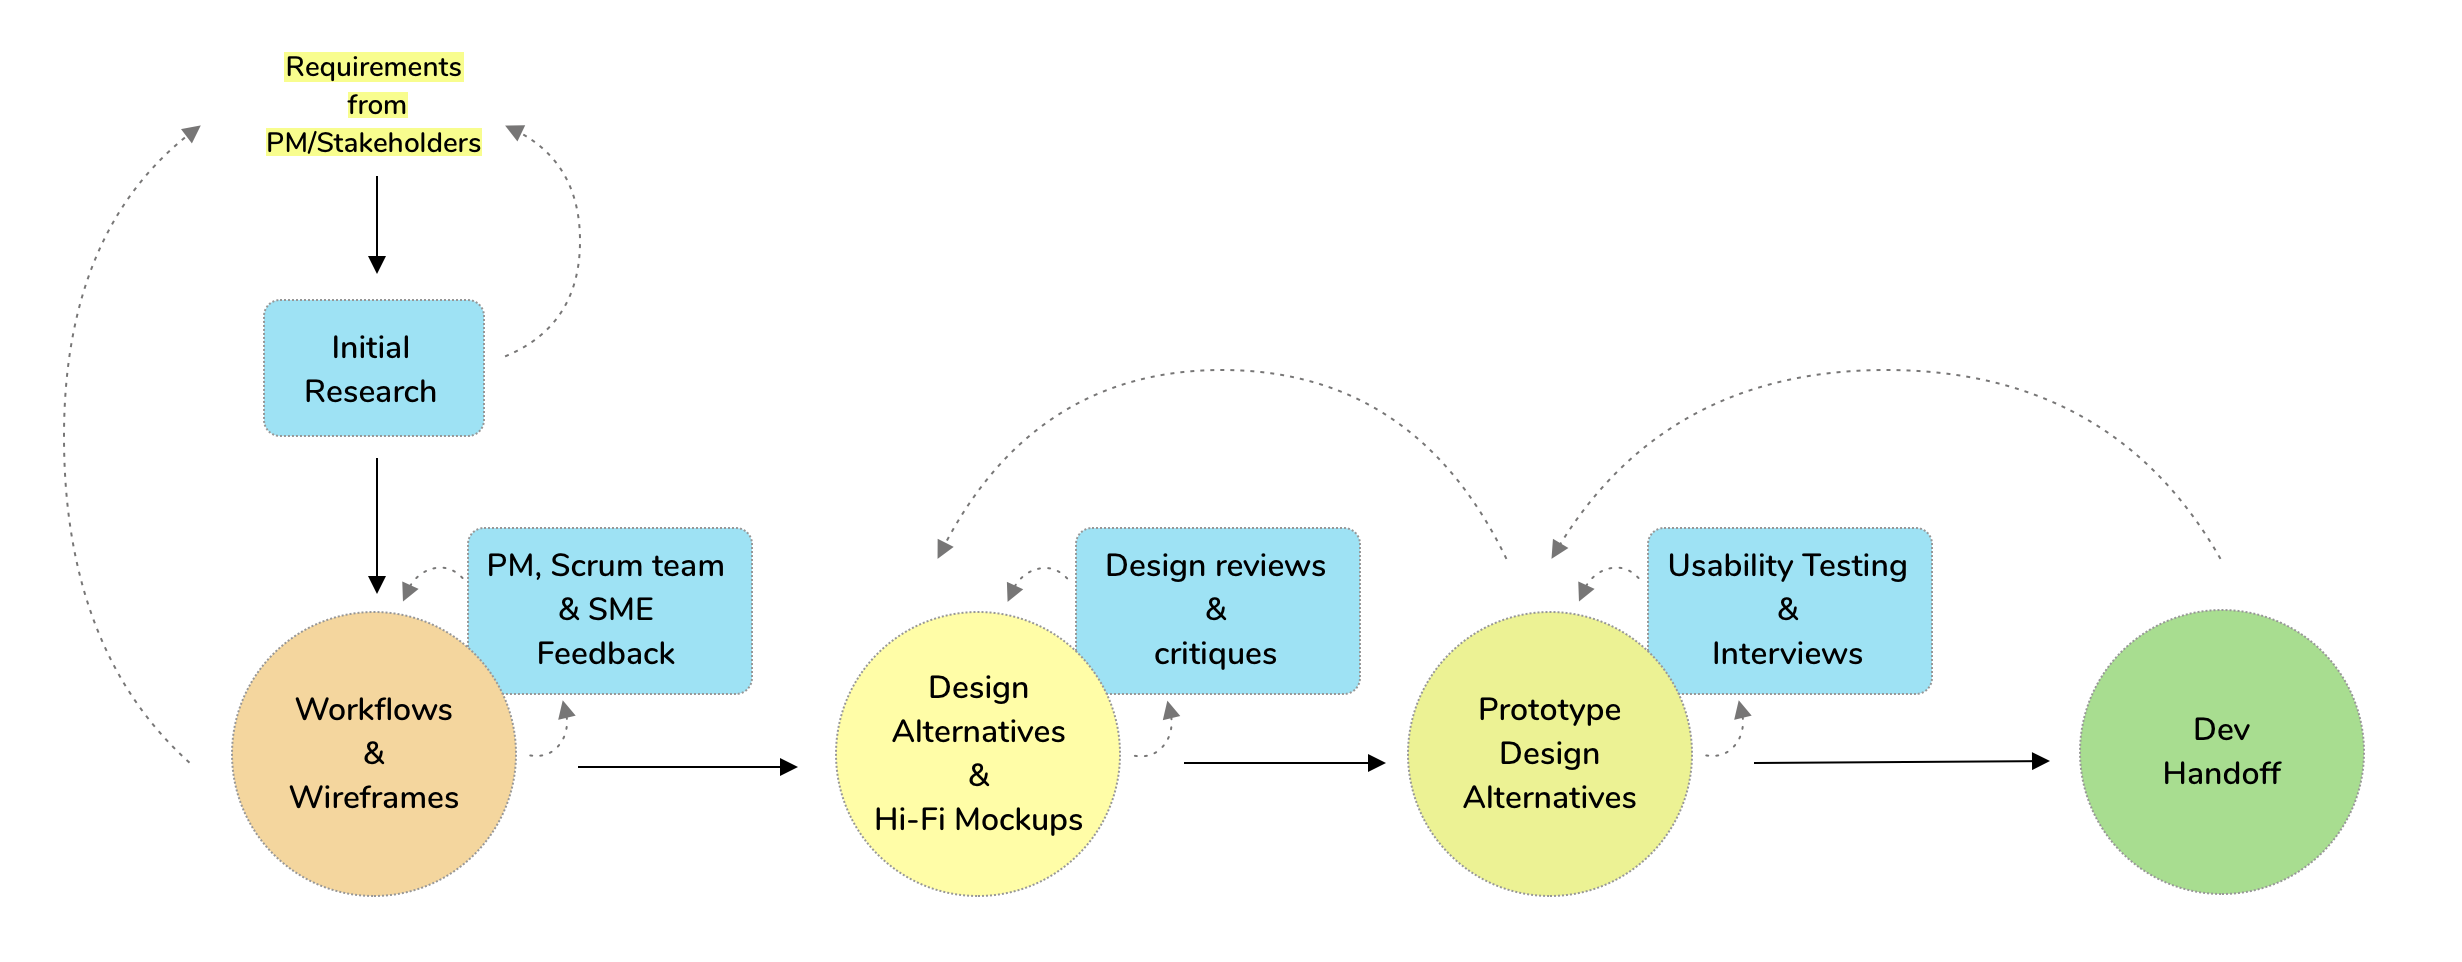 Requirements
from
PM/Stakeholders
Initial
Research
PM, Scrum team
& SME
Feedback
Workflows
&
Wireframes
Design reviews
&
critiques
Design
Alternatives
&
Hi-Fi Mockups
Usability Testing
&
Interviews
Prototype
Design
Alternatives
Dev
Handoff